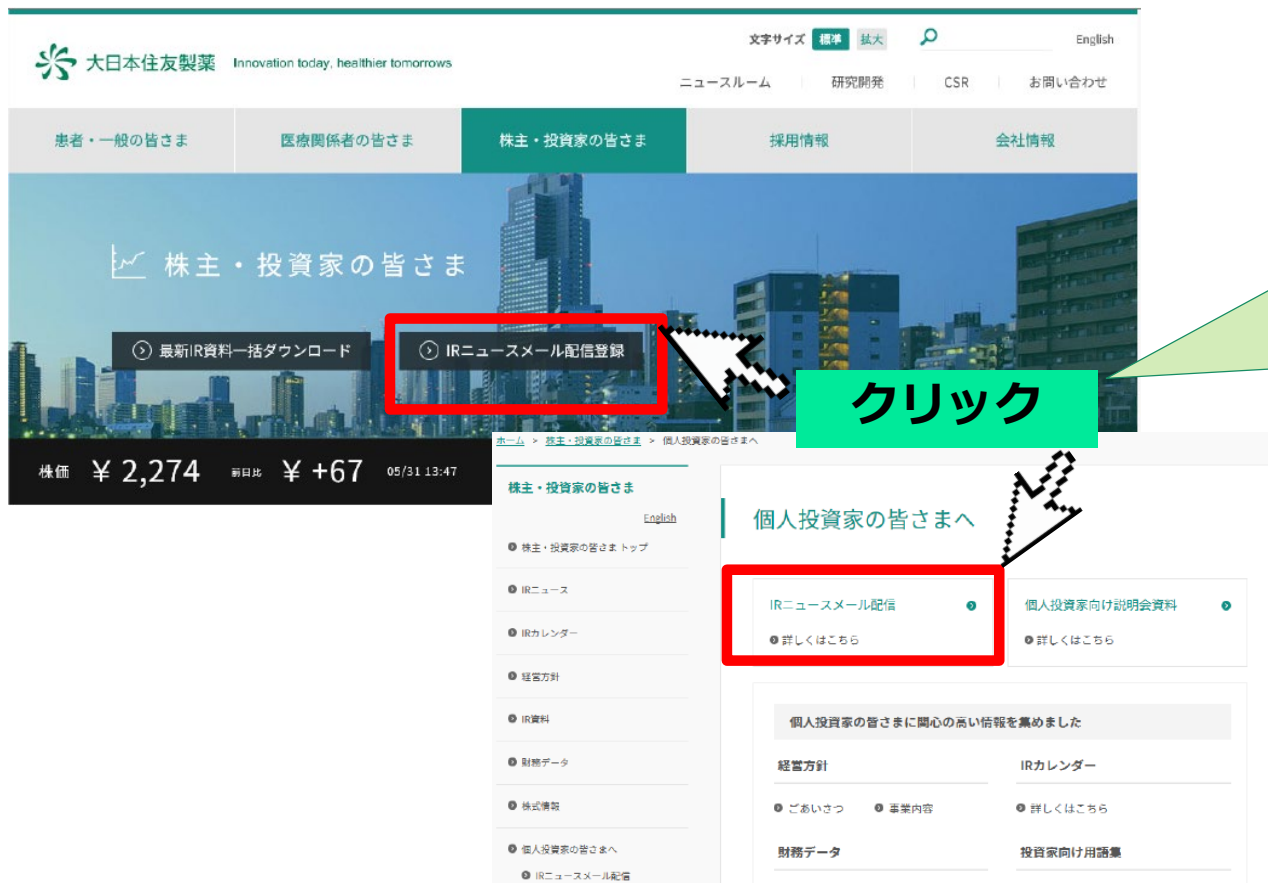 文字サイズ 標準 拡大 English
大日本住友製薬 Innovation today, healthier tomorrows
ニュースルーム 研究開発 CSR お問い合わせ
患者・一般の皆さま 医療関係者の皆さま 株主・投資家の皆さま 採用情報 会社情報
株主・投資家の皆さま
最新IR資料一括ダウンロード IRニュースメール配信登録
クリック
株価 ¥ 2,274 前日比 ¥ +67 05/31 13:47
ホーム > 株主・投資家の皆さま > 個人投資家の皆さまへ
株主・投資家の皆さま
English
株主・投資家の皆さま トップ
IRニュース
IRカレンダー
経営方針
IR資料
財務データ
株式情報
個人投資家の皆さまへ
IRニュースメール配信
個人投資家の皆さまへ
IRニュースメール配信 個人投資家向け説明会資料
詳しくはこちら 詳しくはこちら
個人投資家の皆さまに関心の高い情報を集めました
経営方針 IRカレンダー
ごあいさつ 事業内容 詳しくはこちら
財務データ 投資家向け用語集